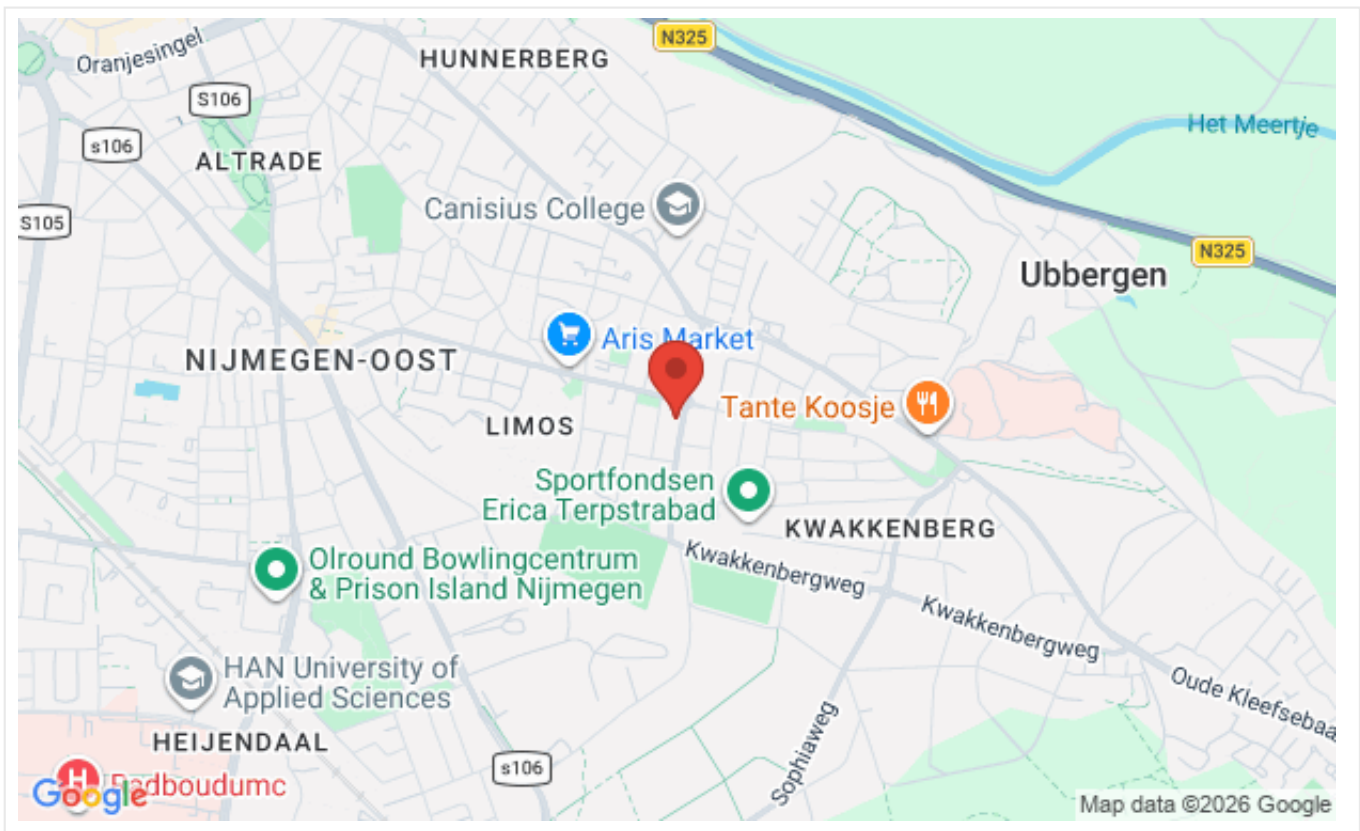 N325
HUNNERBERG
Oranjesingel
S106
s106
ALTRADE
Het Meertje
Canisius College
S105
N325
Ubbergen
Aris Market
NIJMEGEN-OOST
Tante Koosje
LIMOS
Sportfondsen
Erica Terpstrabad
KWAKKENBERG
Olround Bowlingcentrum
& Prison Island Nijmegen
Kwakkenbergweg
Kwakkenbergweg
HAN University of
Applied Sciences
Oude Kleefsebaa
Sophiaweg
HEIJENDAAL
s106
H
Radboudumc
Google
Map data ©2026 Google